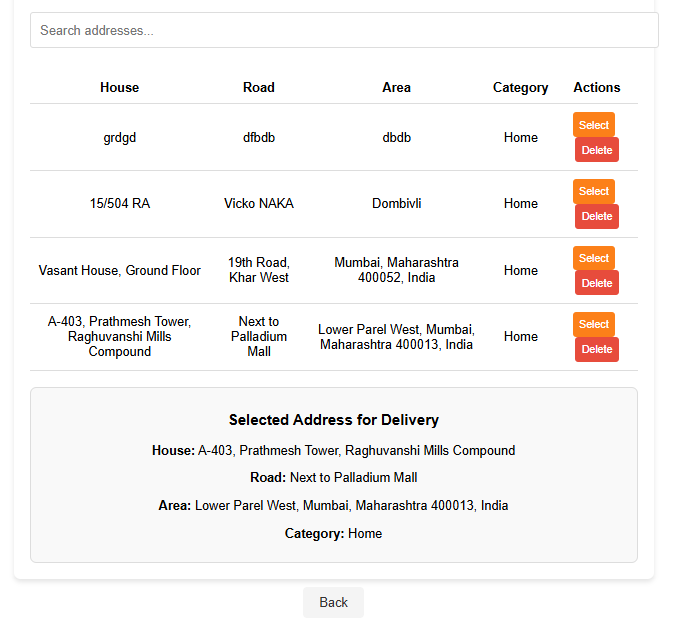 Search addresses...
House Road Area Category Actions
grdgd dfbdb dbdb Home Select
Delete
15/504 RA Vicko NAKA Dombivli Home Select
Delete
Vasant House, Ground Floor 19th Road, Khar West Mumbai, Maharashtra 400052, India Home Select
Delete
A-403, Prathmesh Tower, Raghuvanshi Mills Compound Next to Palladium Mall Lower Parel West, Mumbai, Maharashtra 400013, India Home Select
Delete
Selected Address for Delivery
House: A-403, Prathmesh Tower, Raghuvanshi Mills Compound
Road: Next to Palladium Mall
Area: Lower Parel West, Mumbai, Maharashtra 400013, India
Category: Home
Back